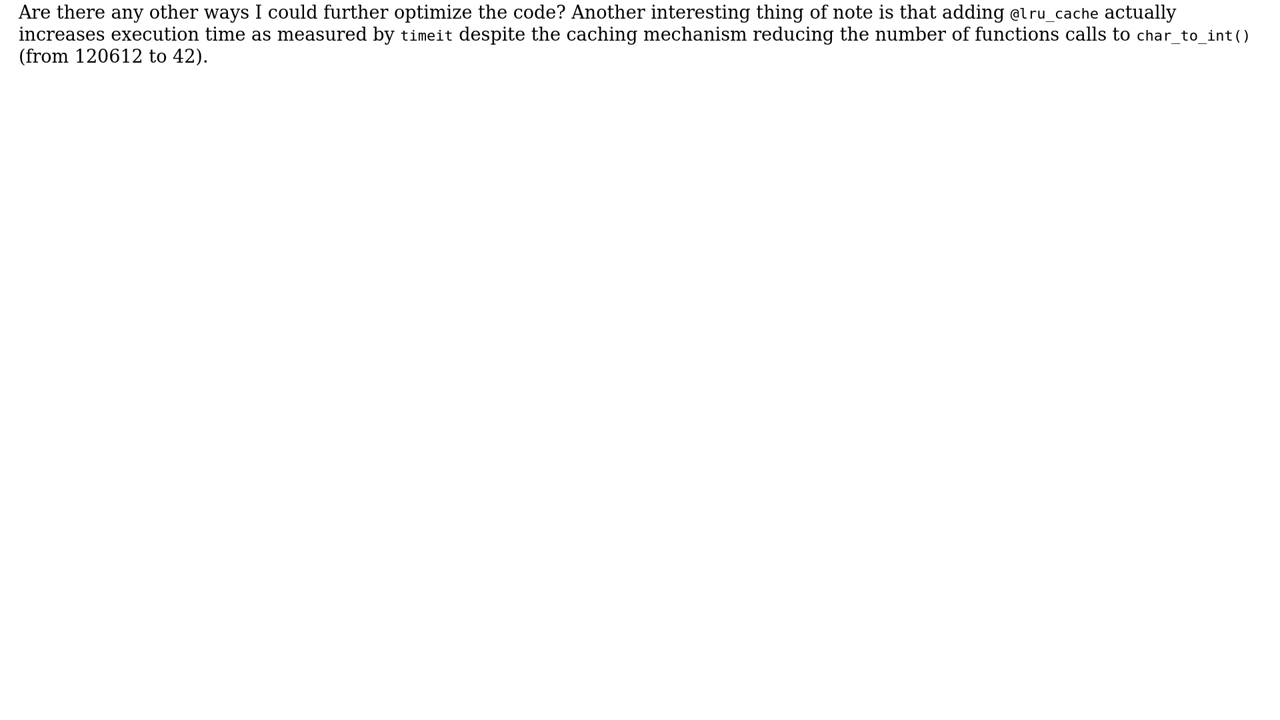 Are there any other ways I could further optimize the code? Another interesting thing of note is that adding @lru_cache actually
increases execution time as measured by timeit despite the caching mechanism reducing the number of functions calls to char_to_int()
(from 120612 to 42).